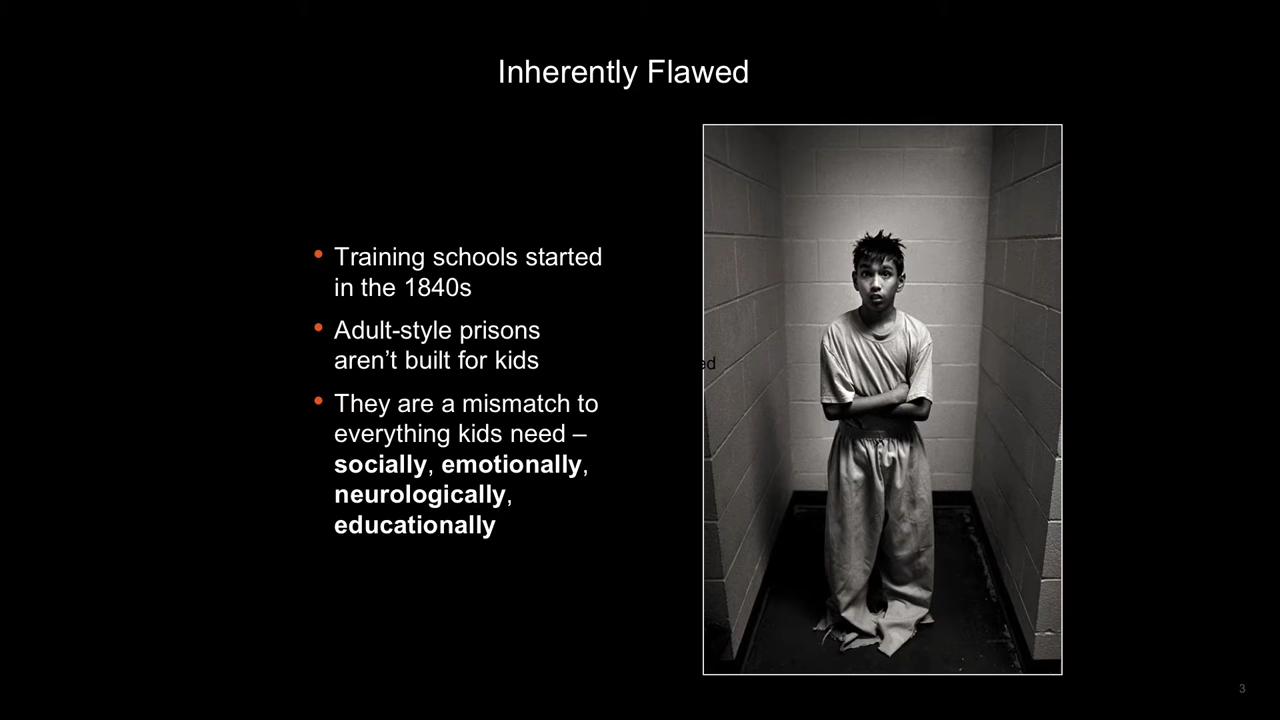 Inherently Flawed
• Training schools started
in the 1840s
• Adult-style prisons
aren’t built for kids
• They are a mismatch to
everything kids need –
socially, emotionally,
neurologically,
educationally
ed
3